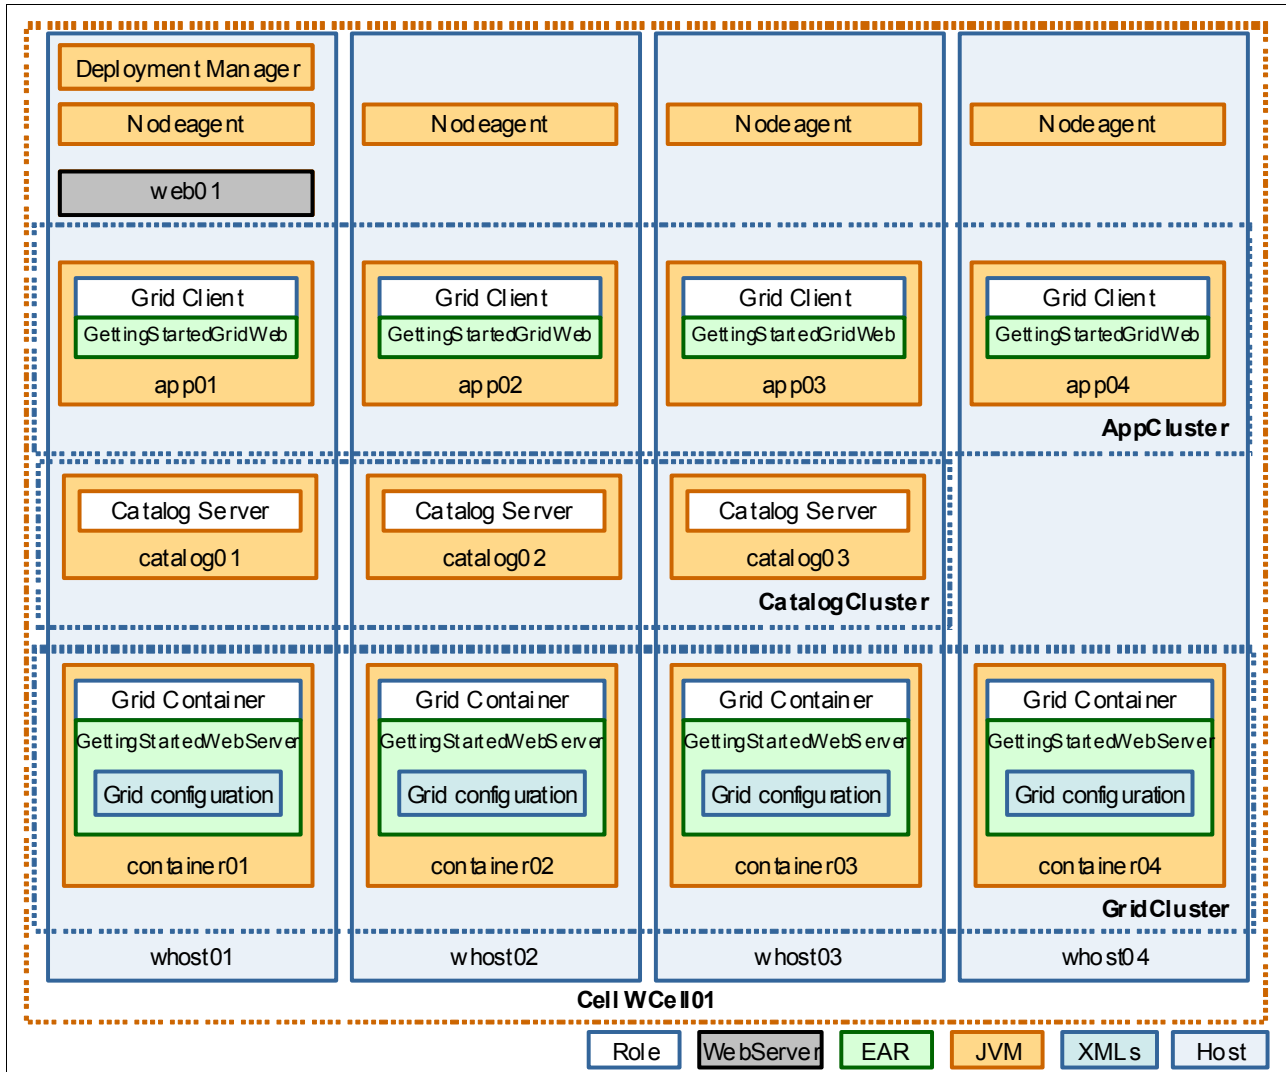 Deployment Manager
Nodeagent
Nodeagent
Nodeagent
Nodeagent
web01
Grid Client
Grid Client
Grid Client
Grid Client
GettingStartedGridWeb
GettingStartedGridWeb
GettingStartedGridWeb
GettingStartedGridWeb
app01
app02
app03
app04
AppCluster
Catalog Server
Catalog Server
Catalog Server
catalog01
catalog02
catalog03
CatalogCluster
Grid Container
Grid Container
Grid Container
Grid Container
GettingStartedWebServer
GettingStartedWebServer
GettingStartedWebServer
GettingStartedWebServer
Grid configuration
Grid configuration
Grid configuration
Grid configuration
container01
container02
container03
container04
GridCluster
whost01
whost02
whost03
whost04
Cell WCell01
Role
WebServer
EAR
JVM
XMLs
Host